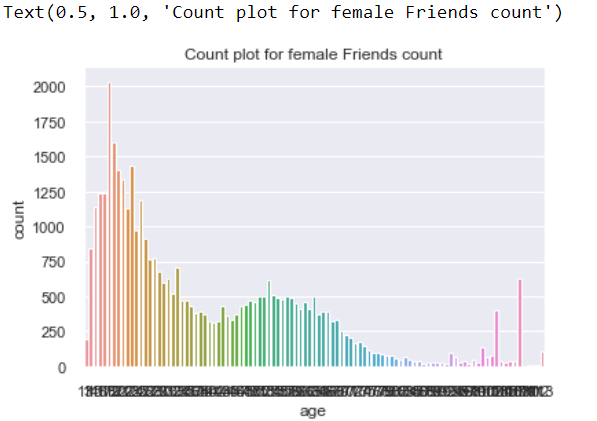 Text(0.5, 1.0, 'Count plot for female Friends count')
Count plot for female Friends count
2000
1750
1500
1250
1000
750
500
250
0
count
age